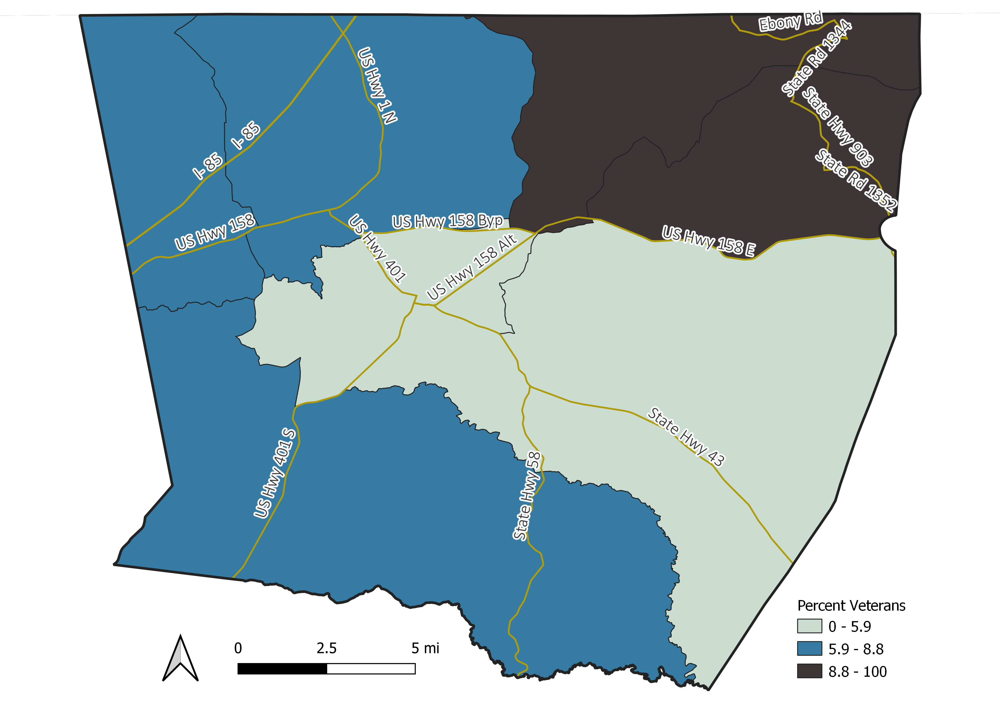 Ebony Rd
State Rd 1344
US Hwy 1 N
State Hwy 903
I- 85
I- 85
State Rd 1352
US Hwy 158
US Hwy 401
US Hwy 158 Byp
US Hwy 158 E
US Hwy 158 Alt
State Hwy 43
US Hwy 401 S
State Hwy 58
Percent Veterans
0 - 5.9
5.9 - 8.8
8.8 - 100
0 2.5 5 mi